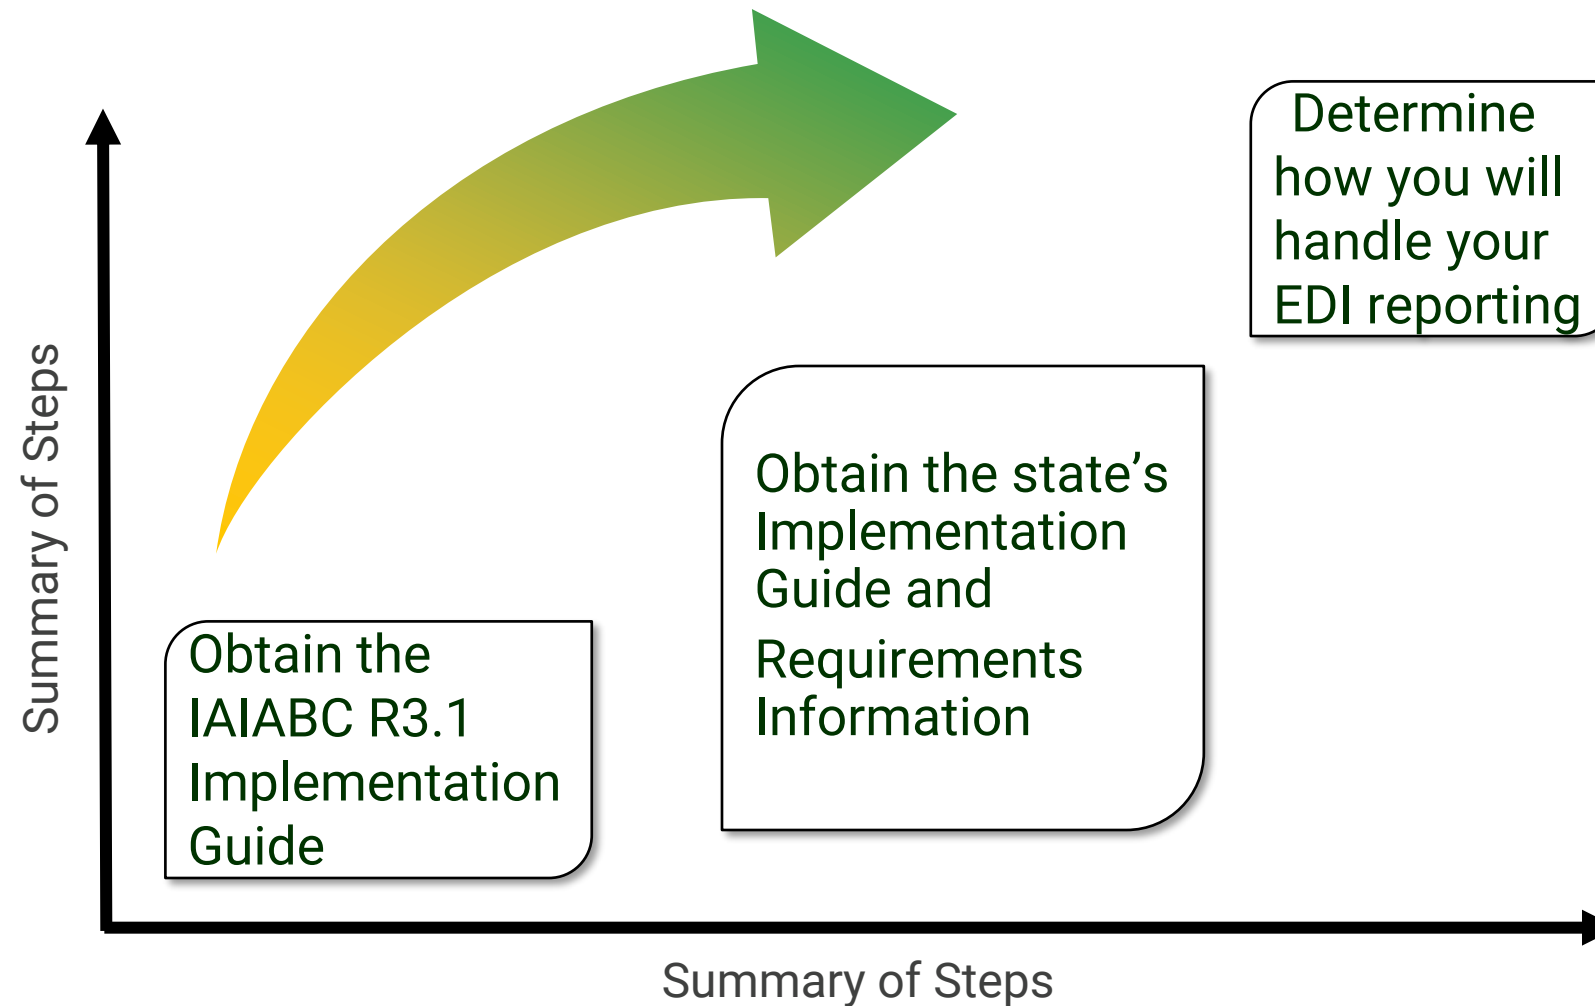 Determine
how you will
handle your
EDI reporting
Obtain the state’s
Implementation
Guide and
Requirements
Information
Obtain the
IAIABC R3.1
Implementation
Guide
Summary of Steps
Summary of Steps